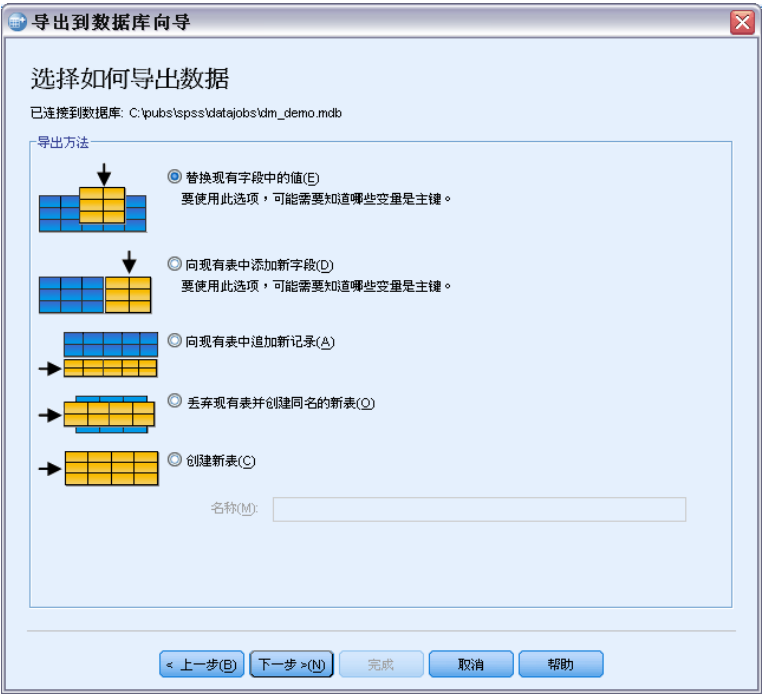 导出到数据库向导
选择如何导出数据
已连接到数据库: C:\pubs\spss\datajobs\dm_demo.mdb
导出方法
替换现有字段中的值(E)
要使用此选项，可能需要知道哪些变量是主键。
向现有表中添加新字段(D)
要使用此选项，可能需要知道哪些变量是主键。
向现有表中追加新记录(A)
丢弃现有表并创建同名的新表(O)
创建新表(C)
名称(M):
< 上一步(B) 下一步 >(N) 完成 取消 帮助